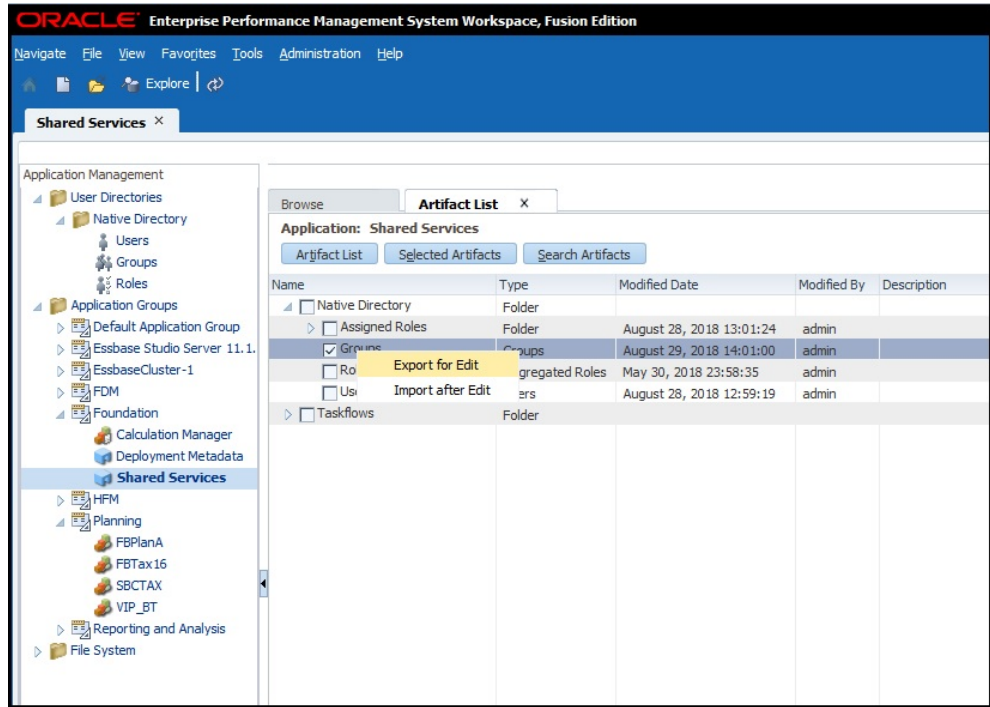 ORACLE Enterprise Performance Management System Workspace, Fusion Edition
Navigate File View Favorites Tools Administration Help
Explore
Shared Services ×
Application Management
User Directories
Native Directory
Users
Groups
Roles
Application Groups
Default Application Group
Essbase Studio Server 11.1.
EssbaseCluster-1
FDM
Foundation
Calculation Manager
Deployment Metadata
Shared Services
HFM
Planning
FBPlanA
FBTax16
SBCTAX
VIP_BT
Reporting and Analysis
File System
Browse Artifact List ×
Application: Shared Services
Artifact List Selected Artifacts Search Artifacts
Name Type Modified Date Modified By Description
Native Directory Folder
Assigned Roles Folder August 28, 2018 13:01:24 admin
Groups Groups August 29, 2018 14:01:00 admin
Export for Edit
Ro gregated Roles May 30, 2018 23:58:35 admin
Import after Edit
Use ers August 28, 2018 12:59:19 admin
Taskflows Folder